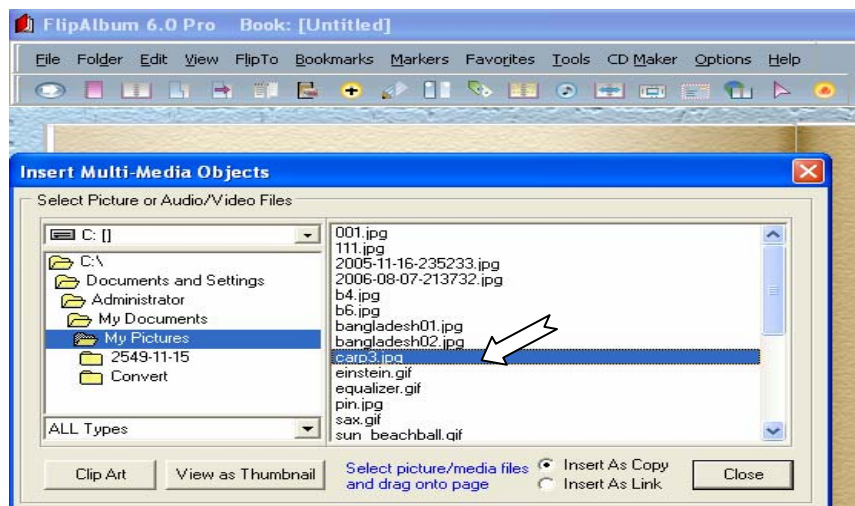 FlipAlbum 6.0 Pro Book: [Untitled]
File Folder Edit View FlipTo Bookmarks Markers Favorites Tools CD Maker Options Help
Insert Multi-Media Objects
Select Picture or Audio/Video Files
C: []
C:\
Documents and Settings
Administrator
My Documents
My Pictures
2549-11-15
Convert
ALL Types
001.jpg
111.jpg
2005-11-16-235233.jpg
2006-08-07-213732.jpg
b4.jpg
b6.jpg
bangladesh01.jpg
bangladesh02.jpg
carp3.jpg
einstein.gif
equalizer.gif
pin.jpg
sax.gif
sun_beachball.gif
Clip Art
View as Thumbnail
Select picture/media files
and drag onto page
Insert As Copy
Insert As Link
Close